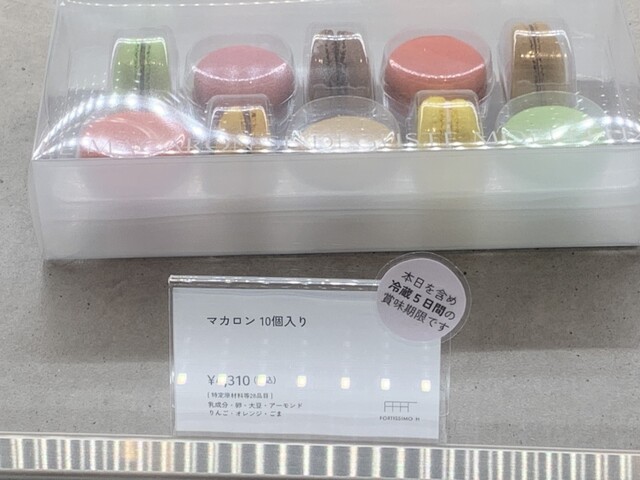 本日を含め
冷蔵5日間の
賞味期限です
マカロン 10個入り
[特定原材料等28品目]
乳成分・卵・大豆・アーモンド
りんご・オレンジ・ごま
FORTISSIMO H